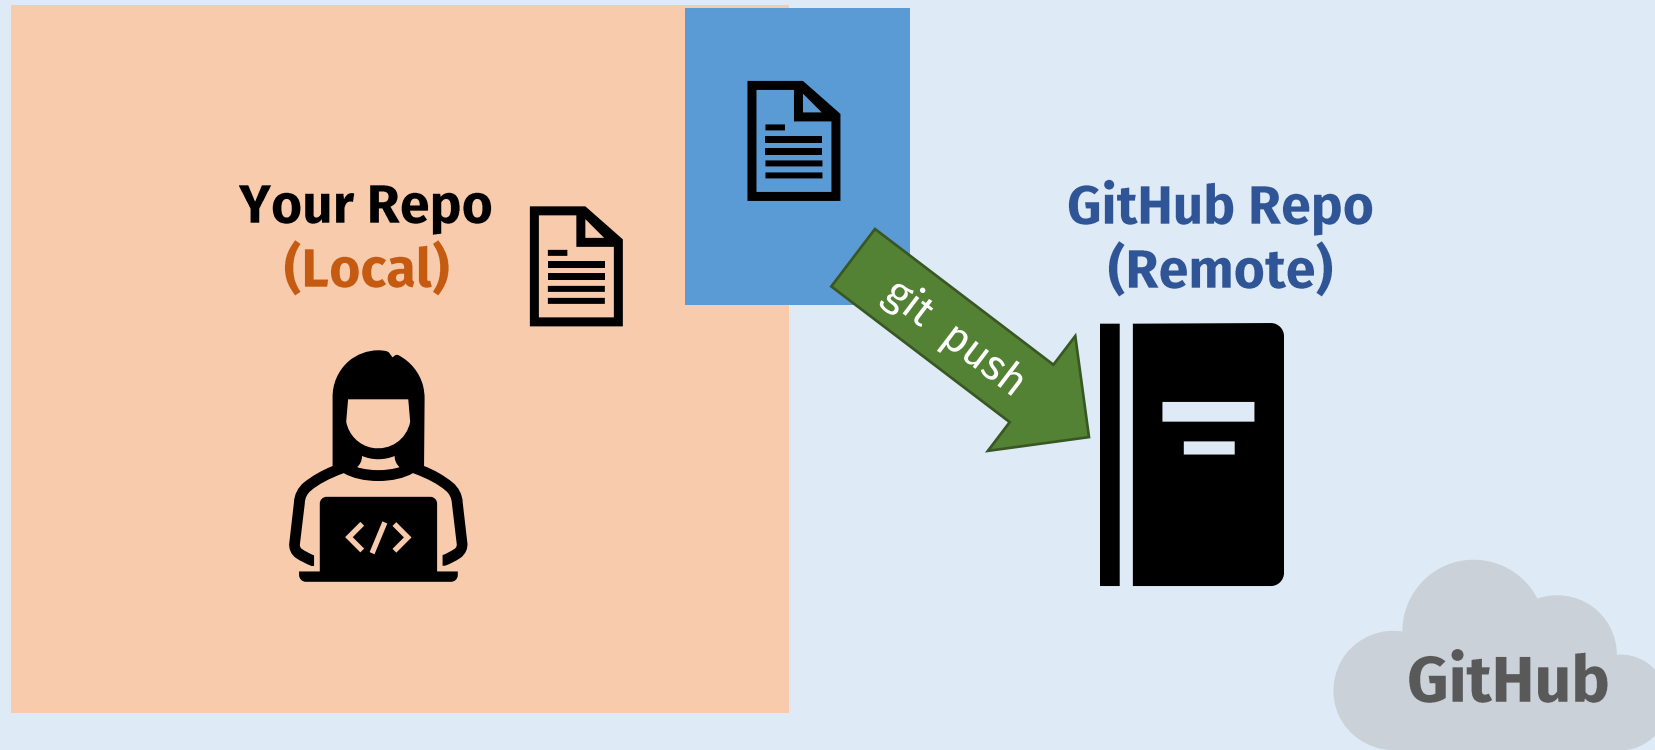 Your Repo
(Local)
git push
GitHub Repo
(Remote)
</>
GitHub